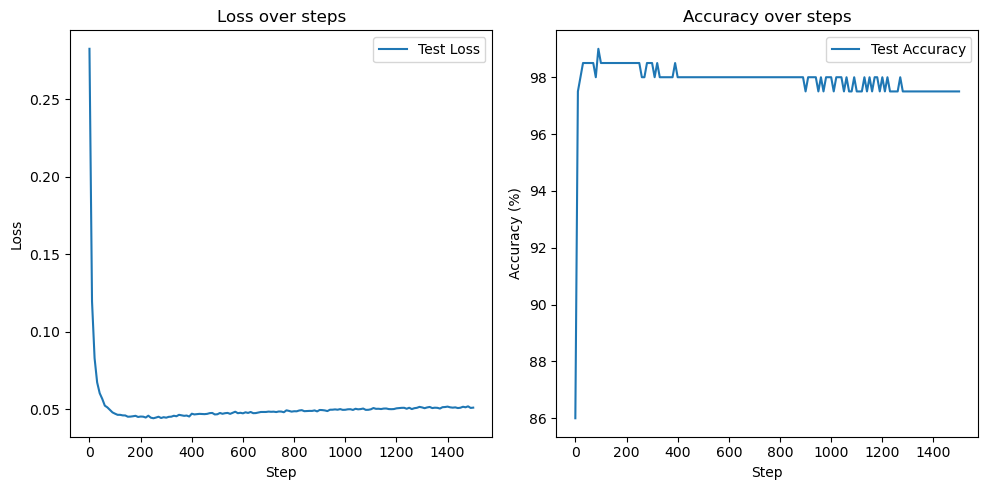 Loss over steps
Test Loss
0.25
0.20
0.15
0.10
0.05
Loss
0 200 400 600 800 1000 1200 1400
Step
Accuracy over steps
Test Accuracy
98
96
94
92
90
88
86
Accuracy (%)
0 200 400 600 800 1000 1200 1400
Step